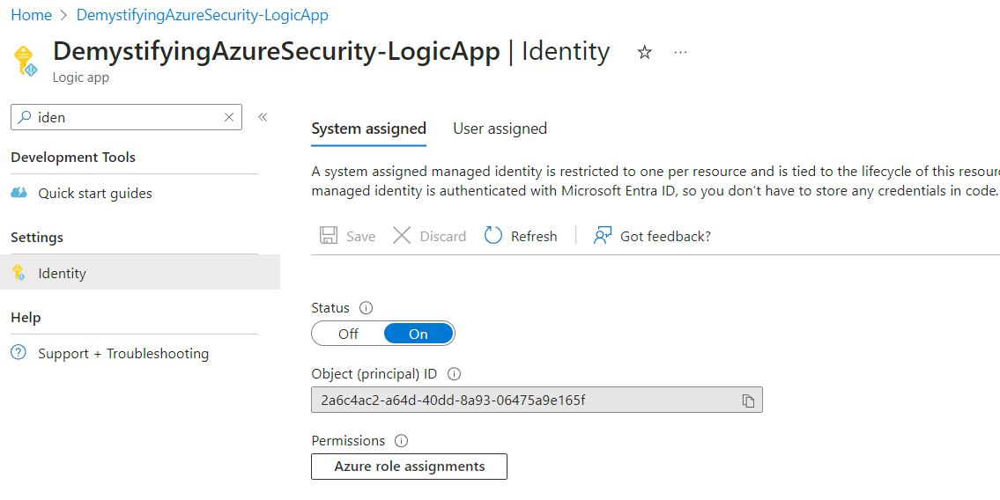 Home > DemystifyingAzureSecurity-LogicApp
DemystifyingAzureSecurity-LogicApp | Identity
Logic app
iden
Development Tools
Quick start guides
Settings
Identity
Help
Support + Troubleshooting
System assigned User assigned
A system assigned managed identity is restricted to one per resource and is tied to the lifecycle of this
managed identity is authenticated with Microsoft Entra ID, so you don't have to store any credentials in code.
Save Discard Refresh Got feedback?
Status
Off On
Object (principal) ID
2a6c4ac2-a64d-40dd-8a93-06475a9e165f
Permissions
Azure role assignments